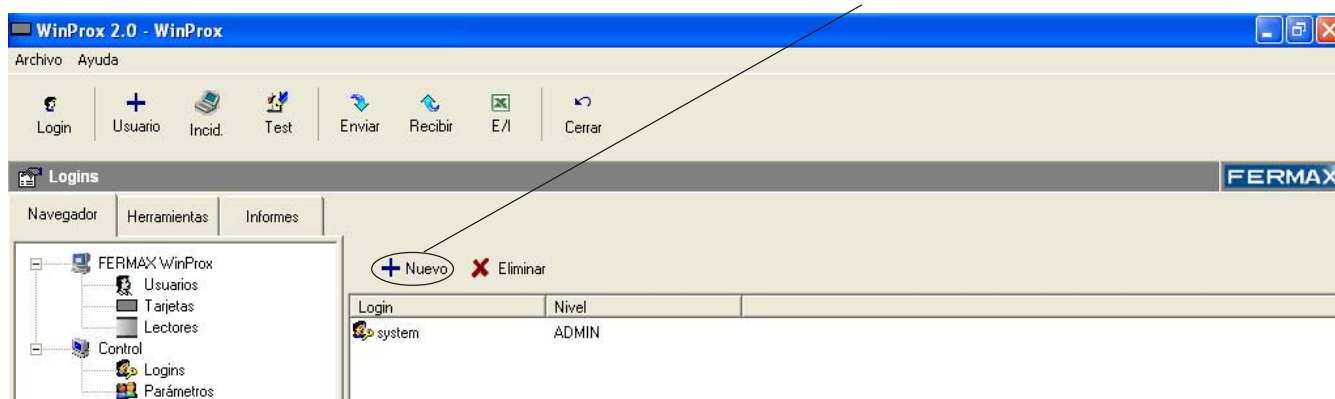 WinProx 2.0 - WinProx
Archivo Ayuda
Login Usuario Incid. Test Enviar Recibir E/I Cerrar
Logins FERMAX
Navegador Herramientas Informes
FERMAX WinProx
Usuarios
Tarjetas
Lectores
Control
Logins
Parámetros
Nuevo Eliminar
Login Nivel
system ADMIN